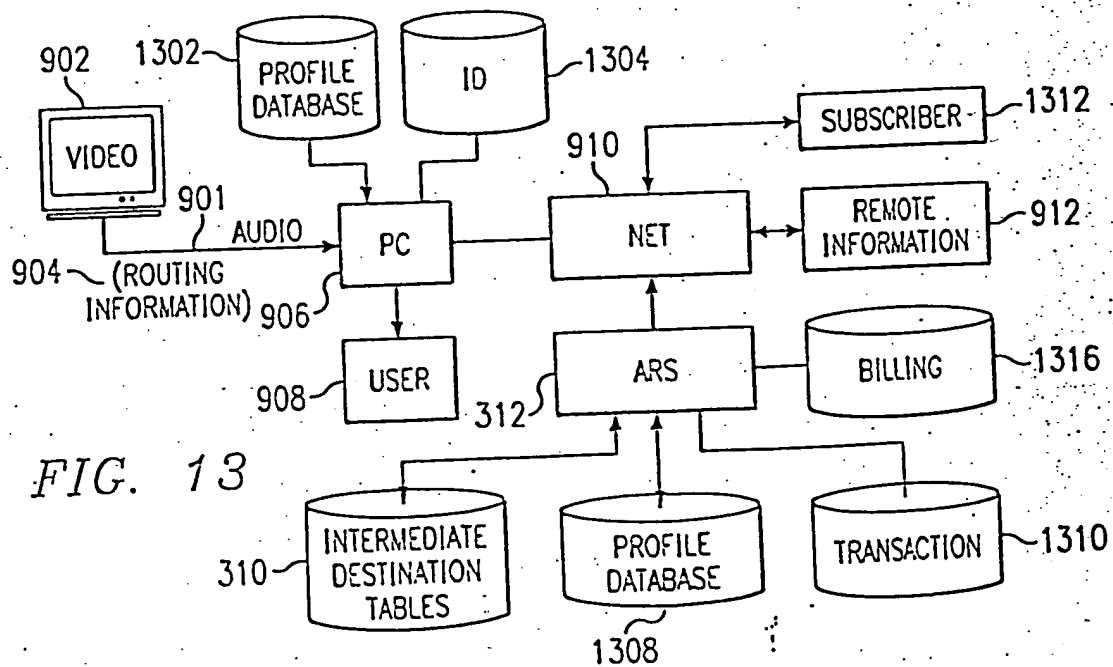 1302
PROFILE
DATABASE
ID
1304
902
VIDEO
901
AUDIO
904
(ROUTING
INFORMATION)
PC
906
USER
908
910
NET
SUBSCRIBER
1312
REMOTE
INFORMATION
912
ARS
312
BILLING
1316
FIG. 13
310
INTERMEDIATE
DESTINATION
TABLES
PROFILE
DATABASE
1308
TRANSACTION
1310